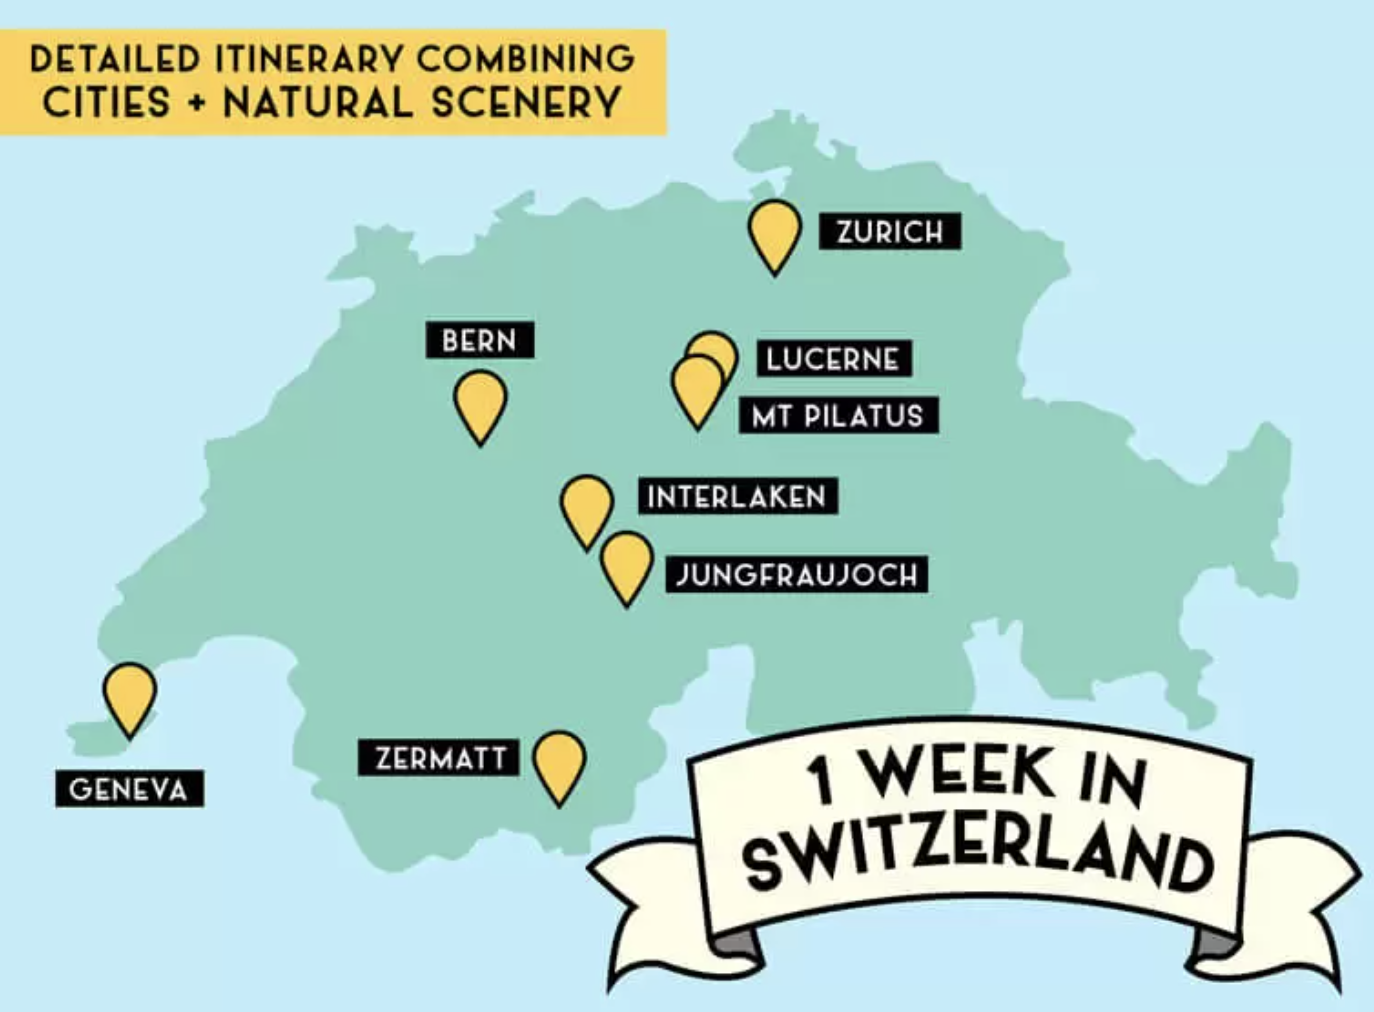 DETAILED ITINERARY COMBINING
CITIES + NATURAL SCENERY
ZURICH
BERN
LUCERNE
MT PILATUS
INTERLAKEN
JUNGFRAUJOCH
ZERMATT
GENEVA
1 WEEK IN
SWITZERLAND